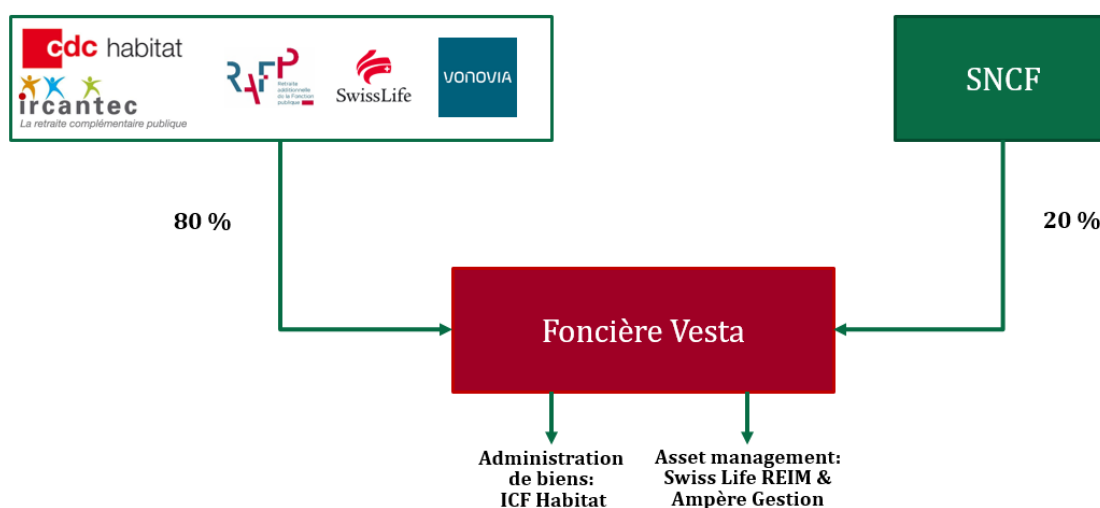 cdc habitat
ircantec
La retraite complémentaire publique
RAFP
Retraite
additionnelle
de la Fonction
publique
SwissLife
VONOVIA
SNCF
80 %
20 %
Foncière Vesta
Administration
de biens:
ICF Habitat
Asset management:
Swiss Life REIM &
Ampère Gestion